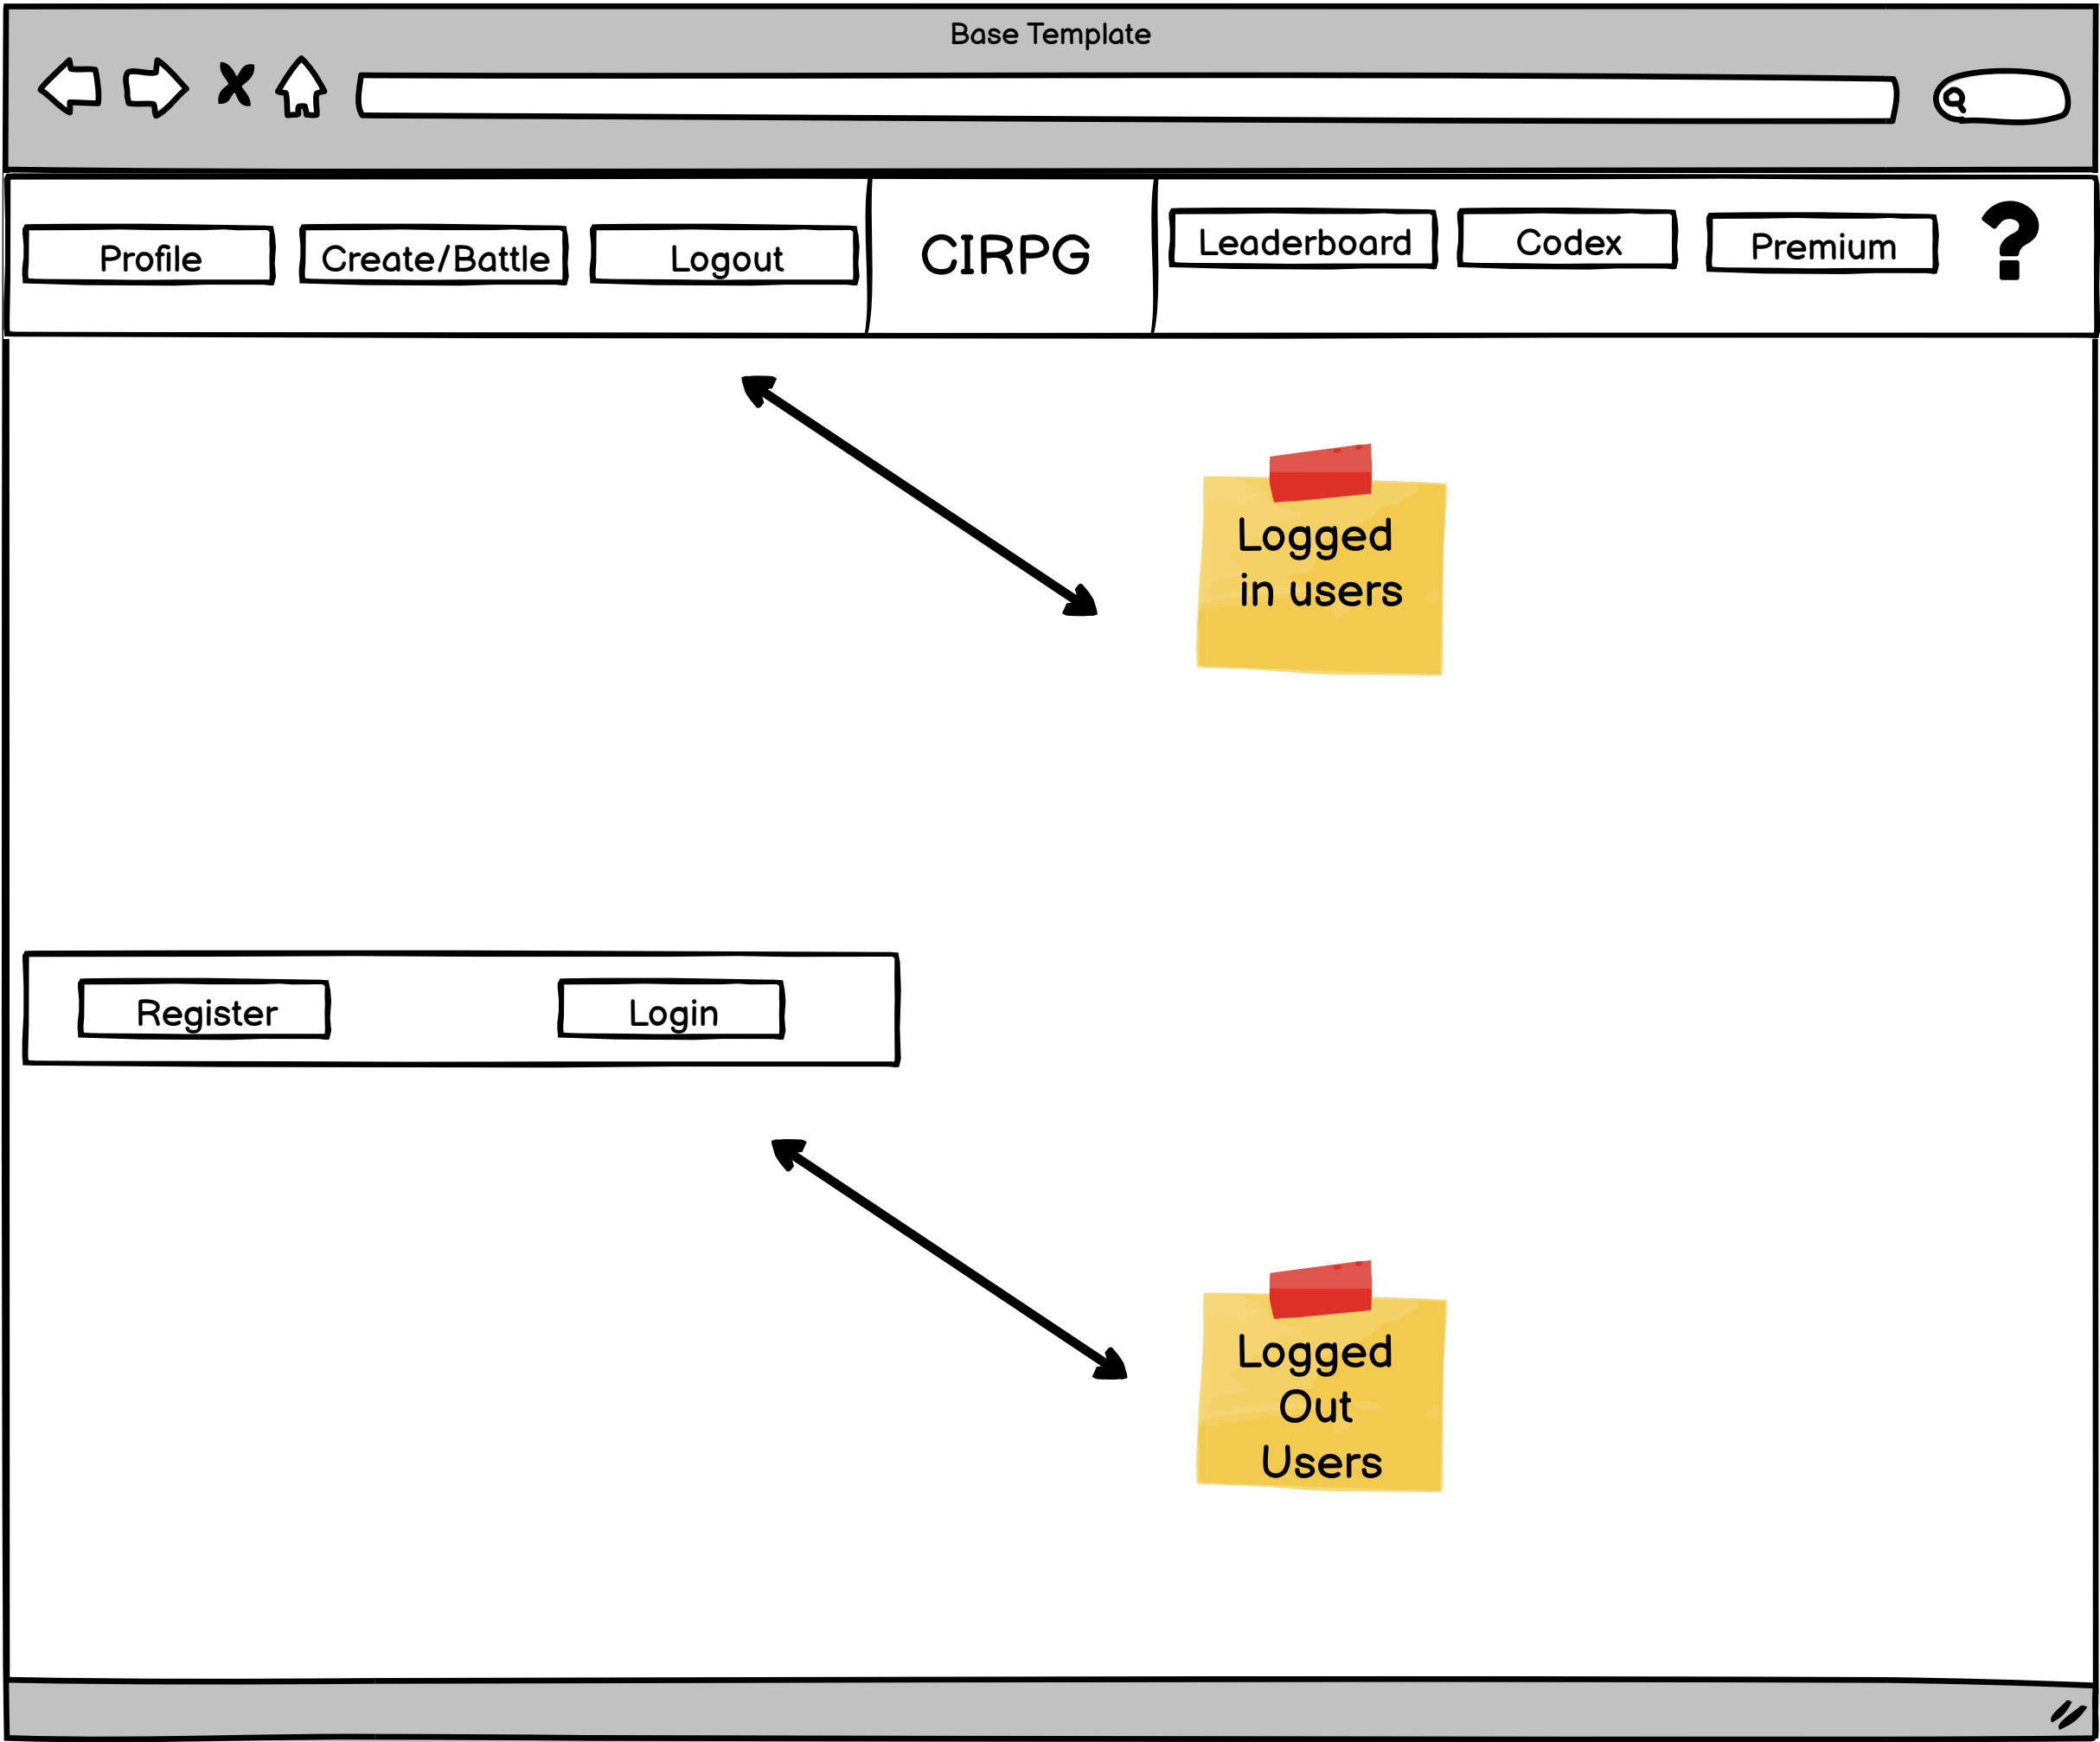 Base Template
Profile
Create/Battle
Logout
CIRPG
Leaderboard
Codex
Premium
?
Logged
in users
Register
Login
Logged
Out
Users